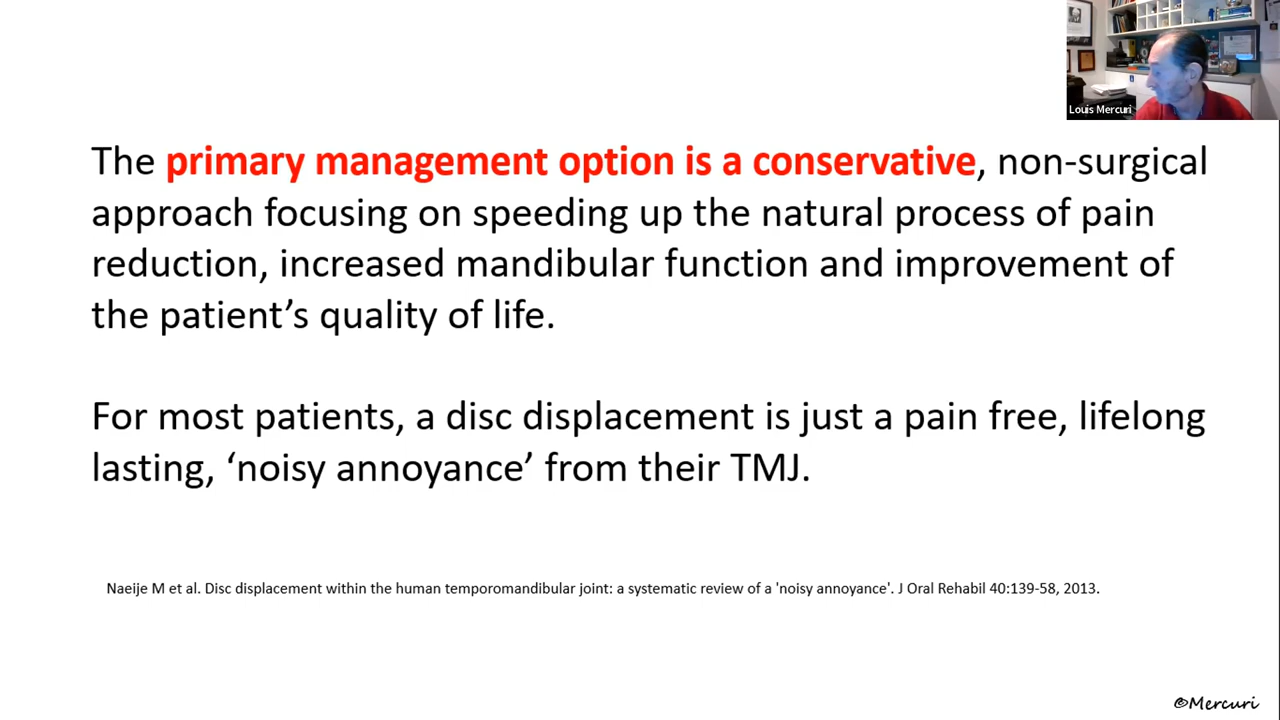 Louis Mercuri
The primary management option is a conservative, non-surgical
approach focusing on speeding up the natural process of pain
reduction, increased mandibular function and improvement of
the patient’s quality of life.
For most patients, a disc displacement is just a pain free, lifelong
lasting, ‘noisy annoyance’ from their TMJ.
Naeije M et al. Disc displacement within the human temporomandibular joint: a systematic review of a 'noisy annoyance'. J Oral Rehabil 40:139-58, 2013.
©Mercuri